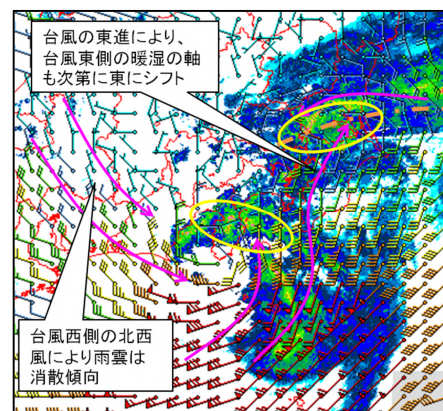 台風の東進により、
台風東側の暖湿の軸
も次第に東にシフト
台風西側の北西
風により雨雲は
消散傾向